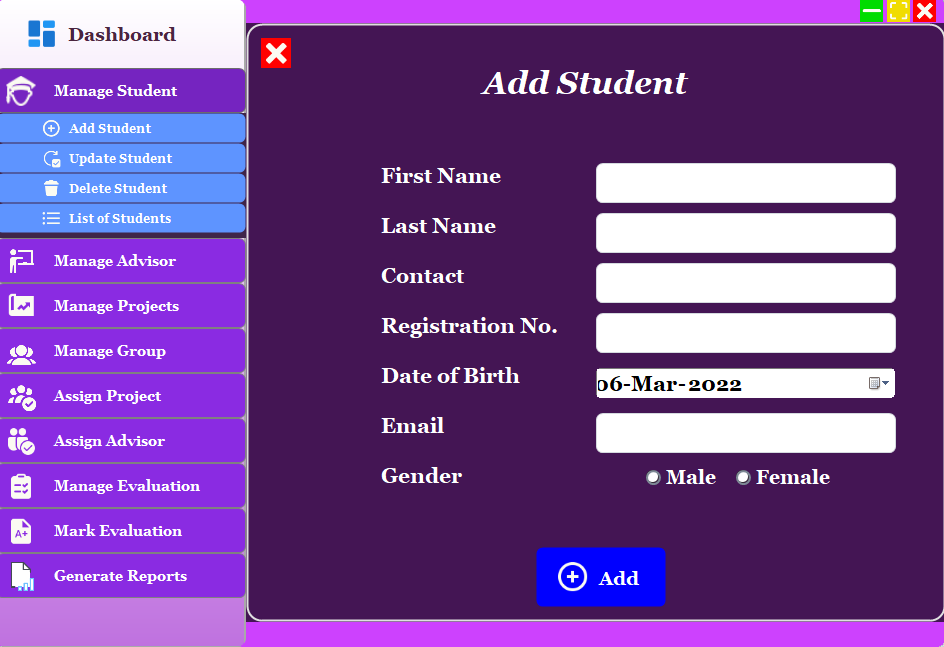 Dashboard
Manage Student
Add Student
Update Student
Delete Student
List of Students
Manage Advisor
Manage Projects
Manage Group
Assign Project
Assign Advisor
Manage Evaluation
A+ Mark Evaluation
Generate Reports
Add Student
First Name
Last Name
Contact
Registration No.
Date of Birth 06-Mar-2022
Email
Gender Male Female
Add